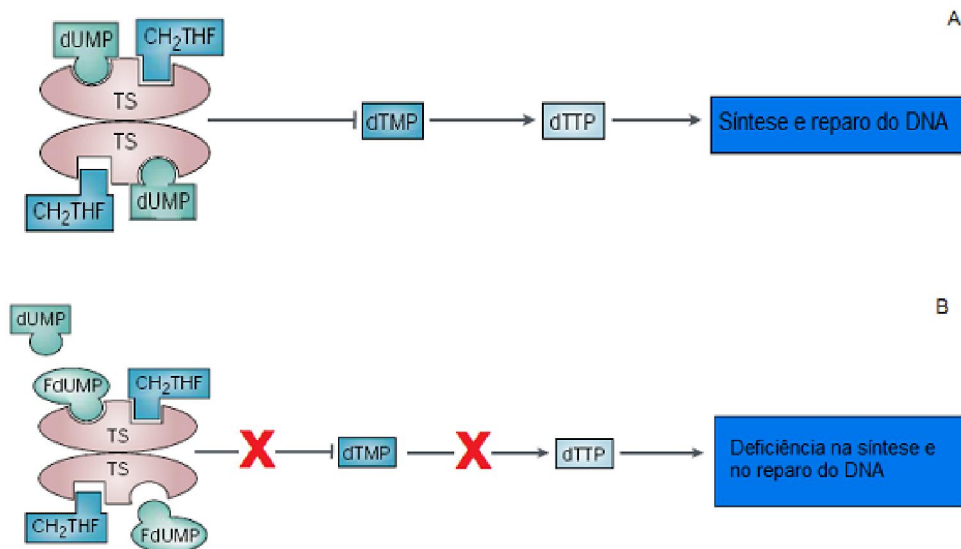 A
dUMP
CH₂THF
TS
TS
CH₂THF
dUMP
dTMP
dTTP
Síntese e reparo do DNA
B
dUMP
FdUMP
CH₂THF
TS
TS
CH₂THF
FdUMP
X
dTMP
X
dTTP
Deficiência na síntese e
no reparo do DNA